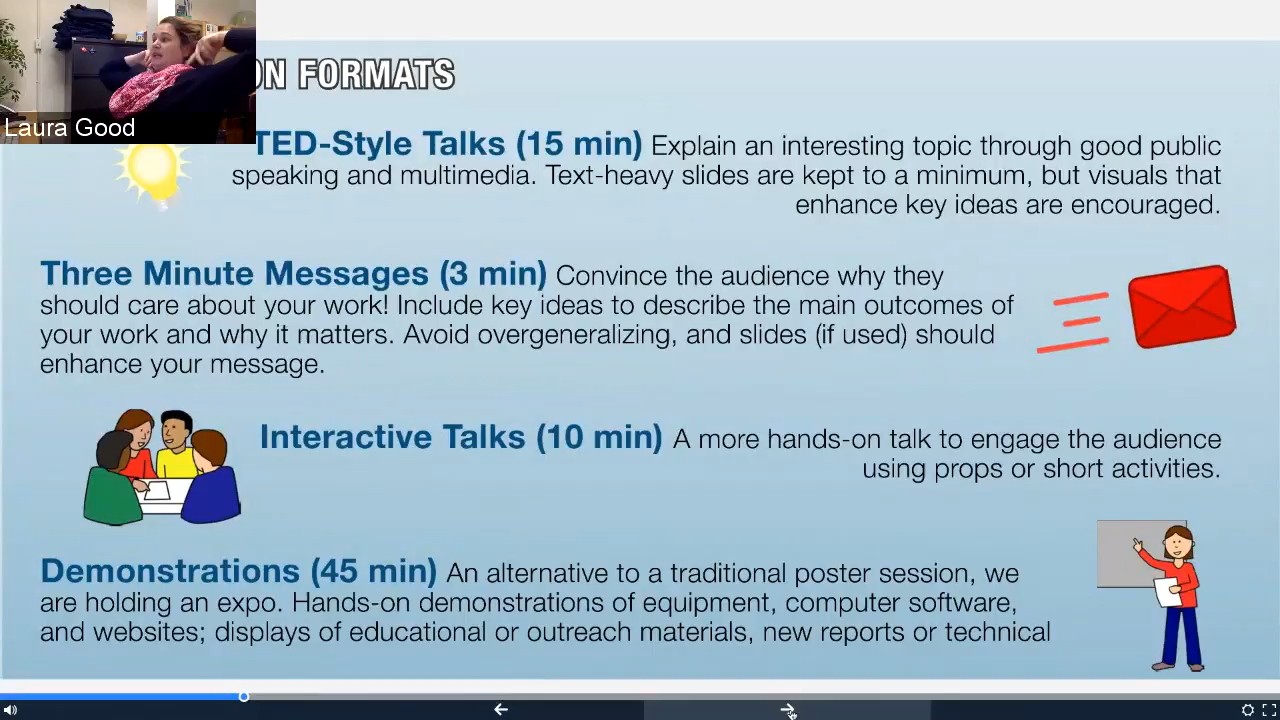 Laura Good
ON FORMATS
TED-Style Talks (15 min) Explain an interesting topic through good public
speaking and multimedia. Text-heavy slides are kept to a minimum, but visuals that
enhance key ideas are encouraged.
Three Minute Messages (3 min) Convince the audience why they
should care about your work! Include key ideas to describe the main outcomes of
your work and why it matters. Avoid overgeneralizing, and slides (if used) should
enhance your message.
Interactive Talks (10 min) A more hands-on talk to engage the audience
using props or short activities.
Demonstrations (45 min) An alternative to a traditional poster session, we
are holding an expo. Hands-on demonstrations of equipment, computer software,
and websites; displays of educational or outreach materials, new reports or technical